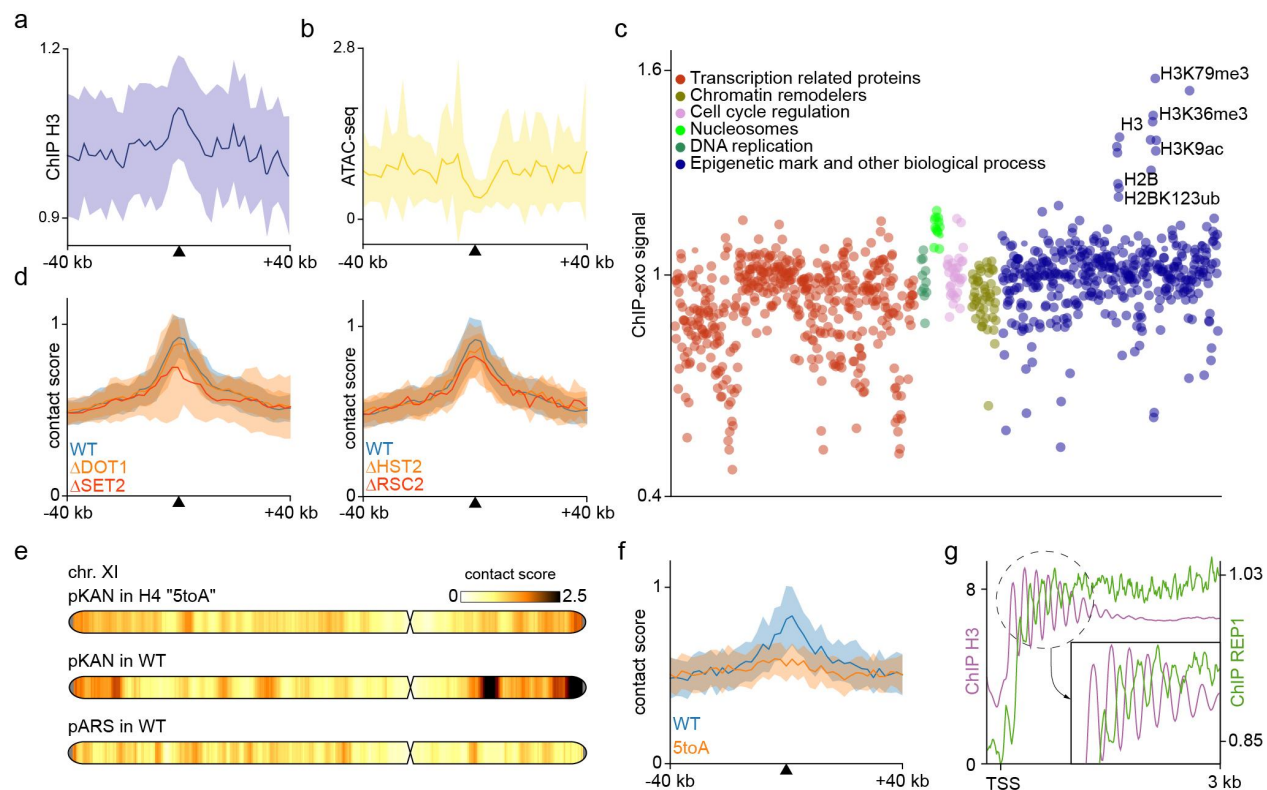 a
1.2
ChIP H3
0.9
-40 kb
+40 kb
b
2.8
ATAC-seq
0
-40 kb
+40 kb
c
1.6
ChIP-exo signal
1
0.4
Transcription related proteins
Chromatin remodelers
Cell cycle regulation
Nucleosomes
DNA replication
Epigenetic mark and other biological process
H3K79me3
H3K36me3
H3
H3K9ac
H2B
H2BK123ub
d
1
contact score
0
WT
ΔDOT1
ΔSET2
-40 kb
+40 kb
1
contact score
0
WT
ΔHST2
ΔRSC2
-40 kb
+40 kb
e
chr. XI
contact score
pKAN in H4 "5toA"
0
2.5
pKAN in WT
pARS in WT
f
1
contact score
0
WT
5toA
-40 kb
+40 kb
g
8
ChIP H3
0
1.03
ChIP REP1
0.85
TSS
3 kb